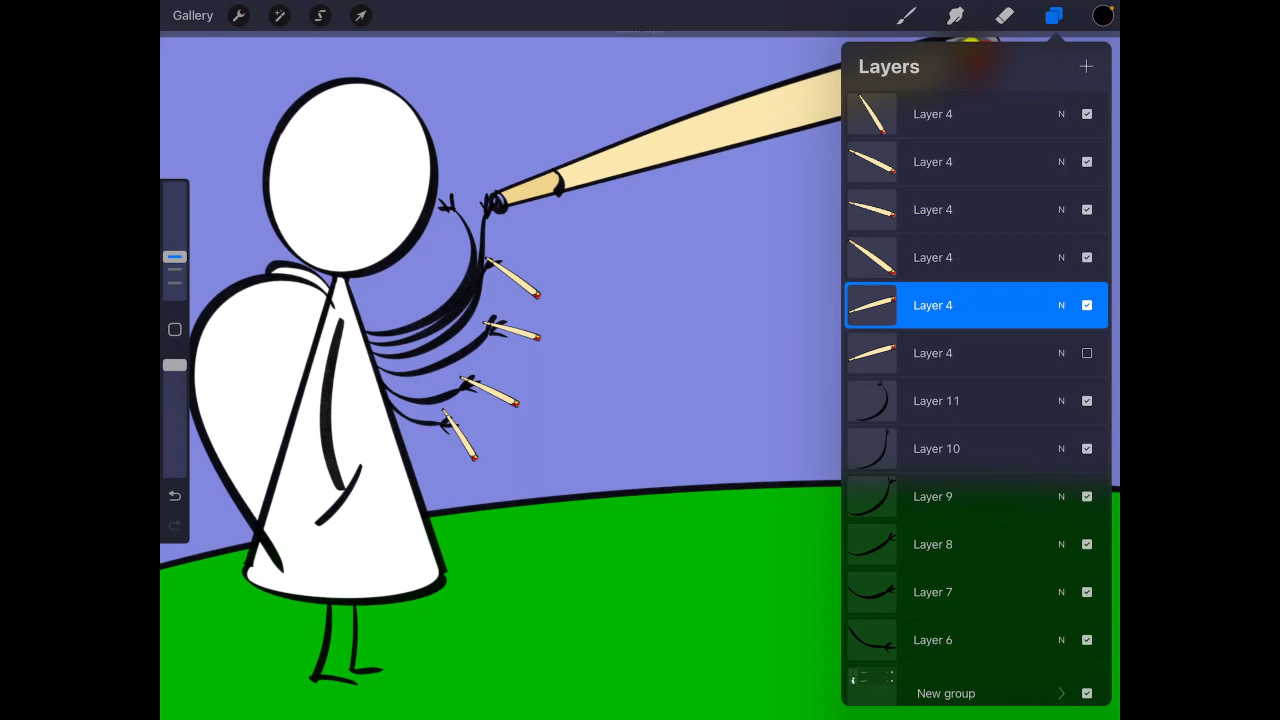 Gallery
Layers
Layer 4 N
Layer 4 N
Layer 4 N
Layer 4 N
Layer 4 N
Layer 4 N
Layer 11 N
Layer 10 N
Layer 9 N
Layer 8 N
Layer 7 N
Layer 6 N
New group